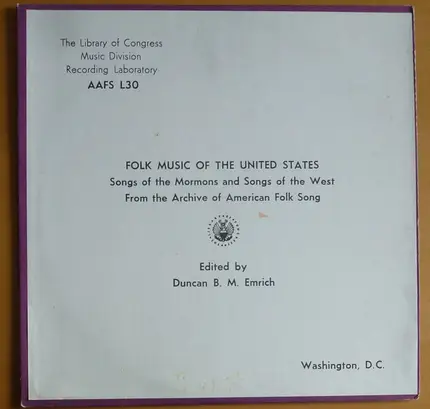 The Library of Congress
Music Division
Recording Laboratory
AAFS L30
FOLK MUSIC OF THE UNITED STATES
Songs of the Mormons and Songs of the West
From the Archive of American Folk Song
Edited by
Duncan B. M. Emrich
Washington, D.C.